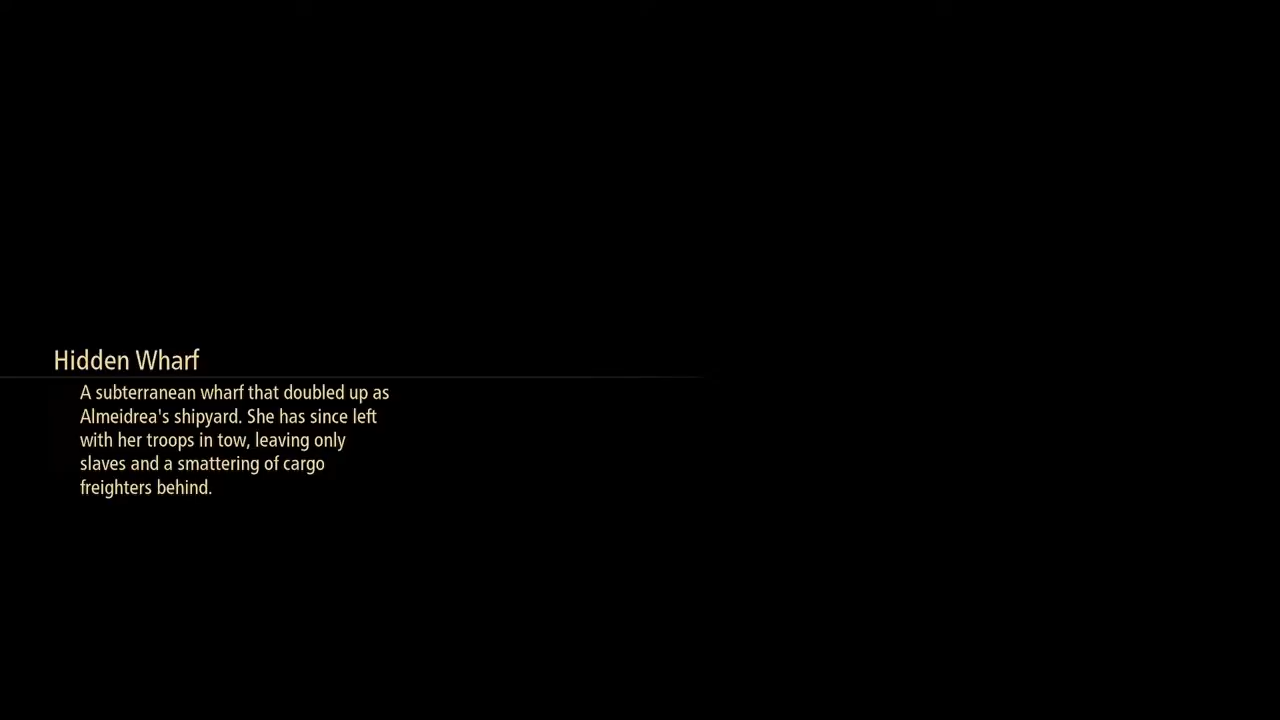 Hidden Wharf
A subterranean wharf that doubled up as
Almeidrea's shipyard. She has since left
with her troops in tow, leaving only
slaves and a smattering of cargo
freighters behind.